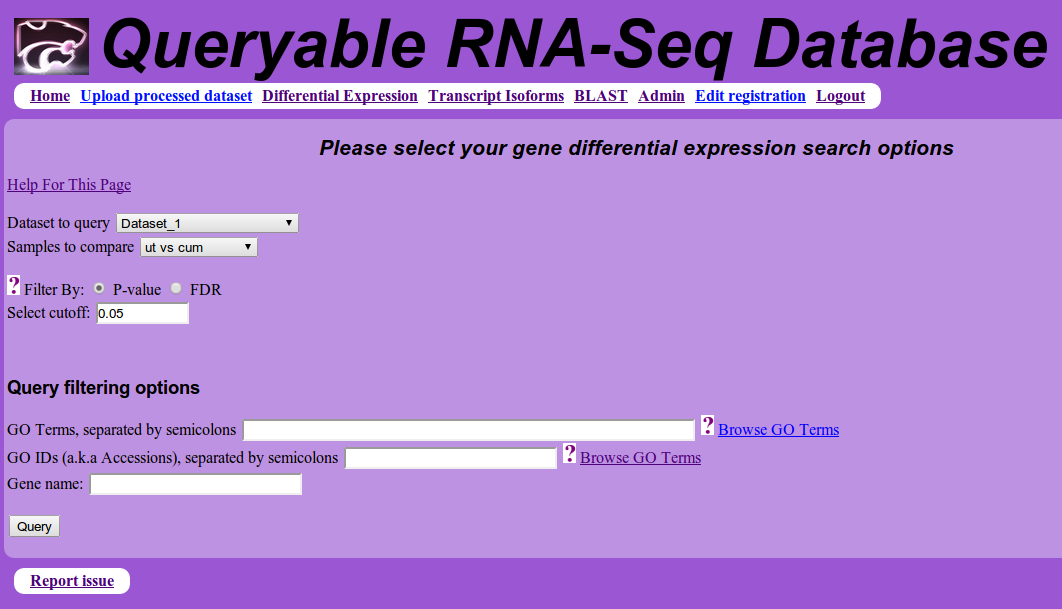 Queryable RNA-Seq Database
Home Upload processed dataset Differential Expression Transcript Isoforms BLAST Admin Edit registration Logout
Please select your gene differential expression search options
Help For This Page
Dataset to query Dataset_1
Samples to compare ut vs cum
? Filter By: P-value FDR
Select cutoff: 0.05
Query filtering options
GO Terms, separated by semicolons ? Browse GO Terms
GO IDs (a.k.a Accessions), separated by semicolons ? Browse GO Terms
Gene name:
Query
Report issue